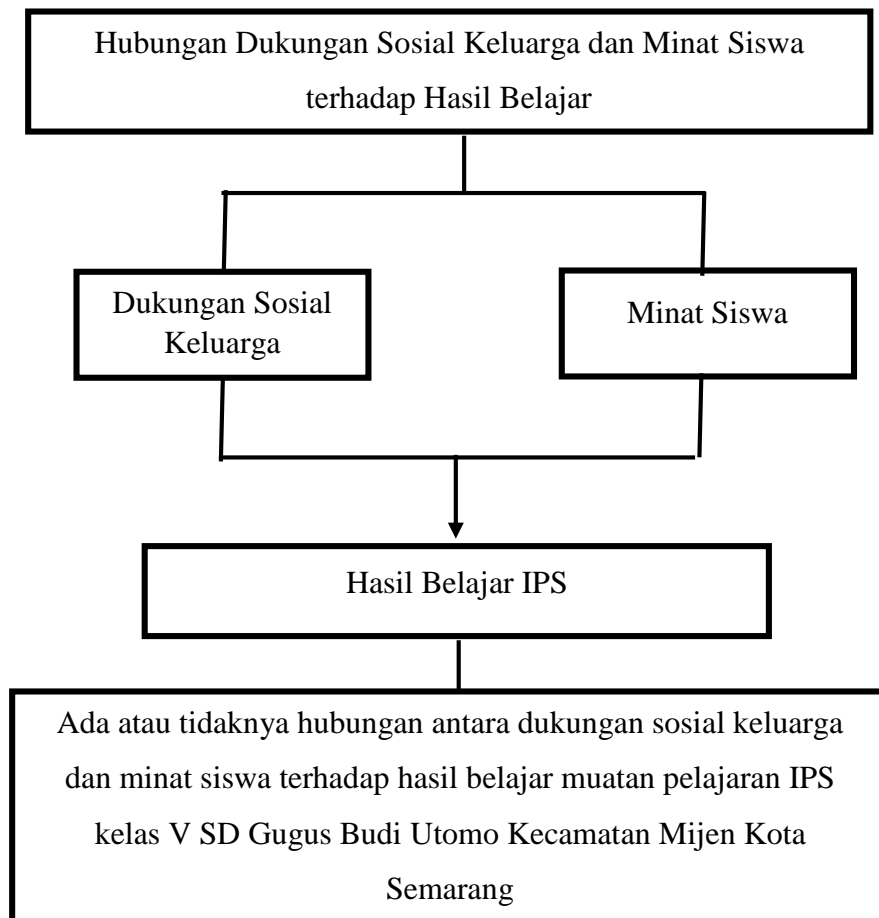 Hubungan Dukungan Sosial Keluarga dan Minat Siswa
terhadap Hasil Belajar
Dukungan Sosial
Keluarga
Minat Siswa
Hasil Belajar IPS
Ada atau tidaknya hubungan antara dukungan sosial keluarga
dan minat siswa terhadap hasil belajar muatan pelajaran IPS
kelas V SD Gugus Budi Utomo Kecamatan Mijen Kota
Semarang